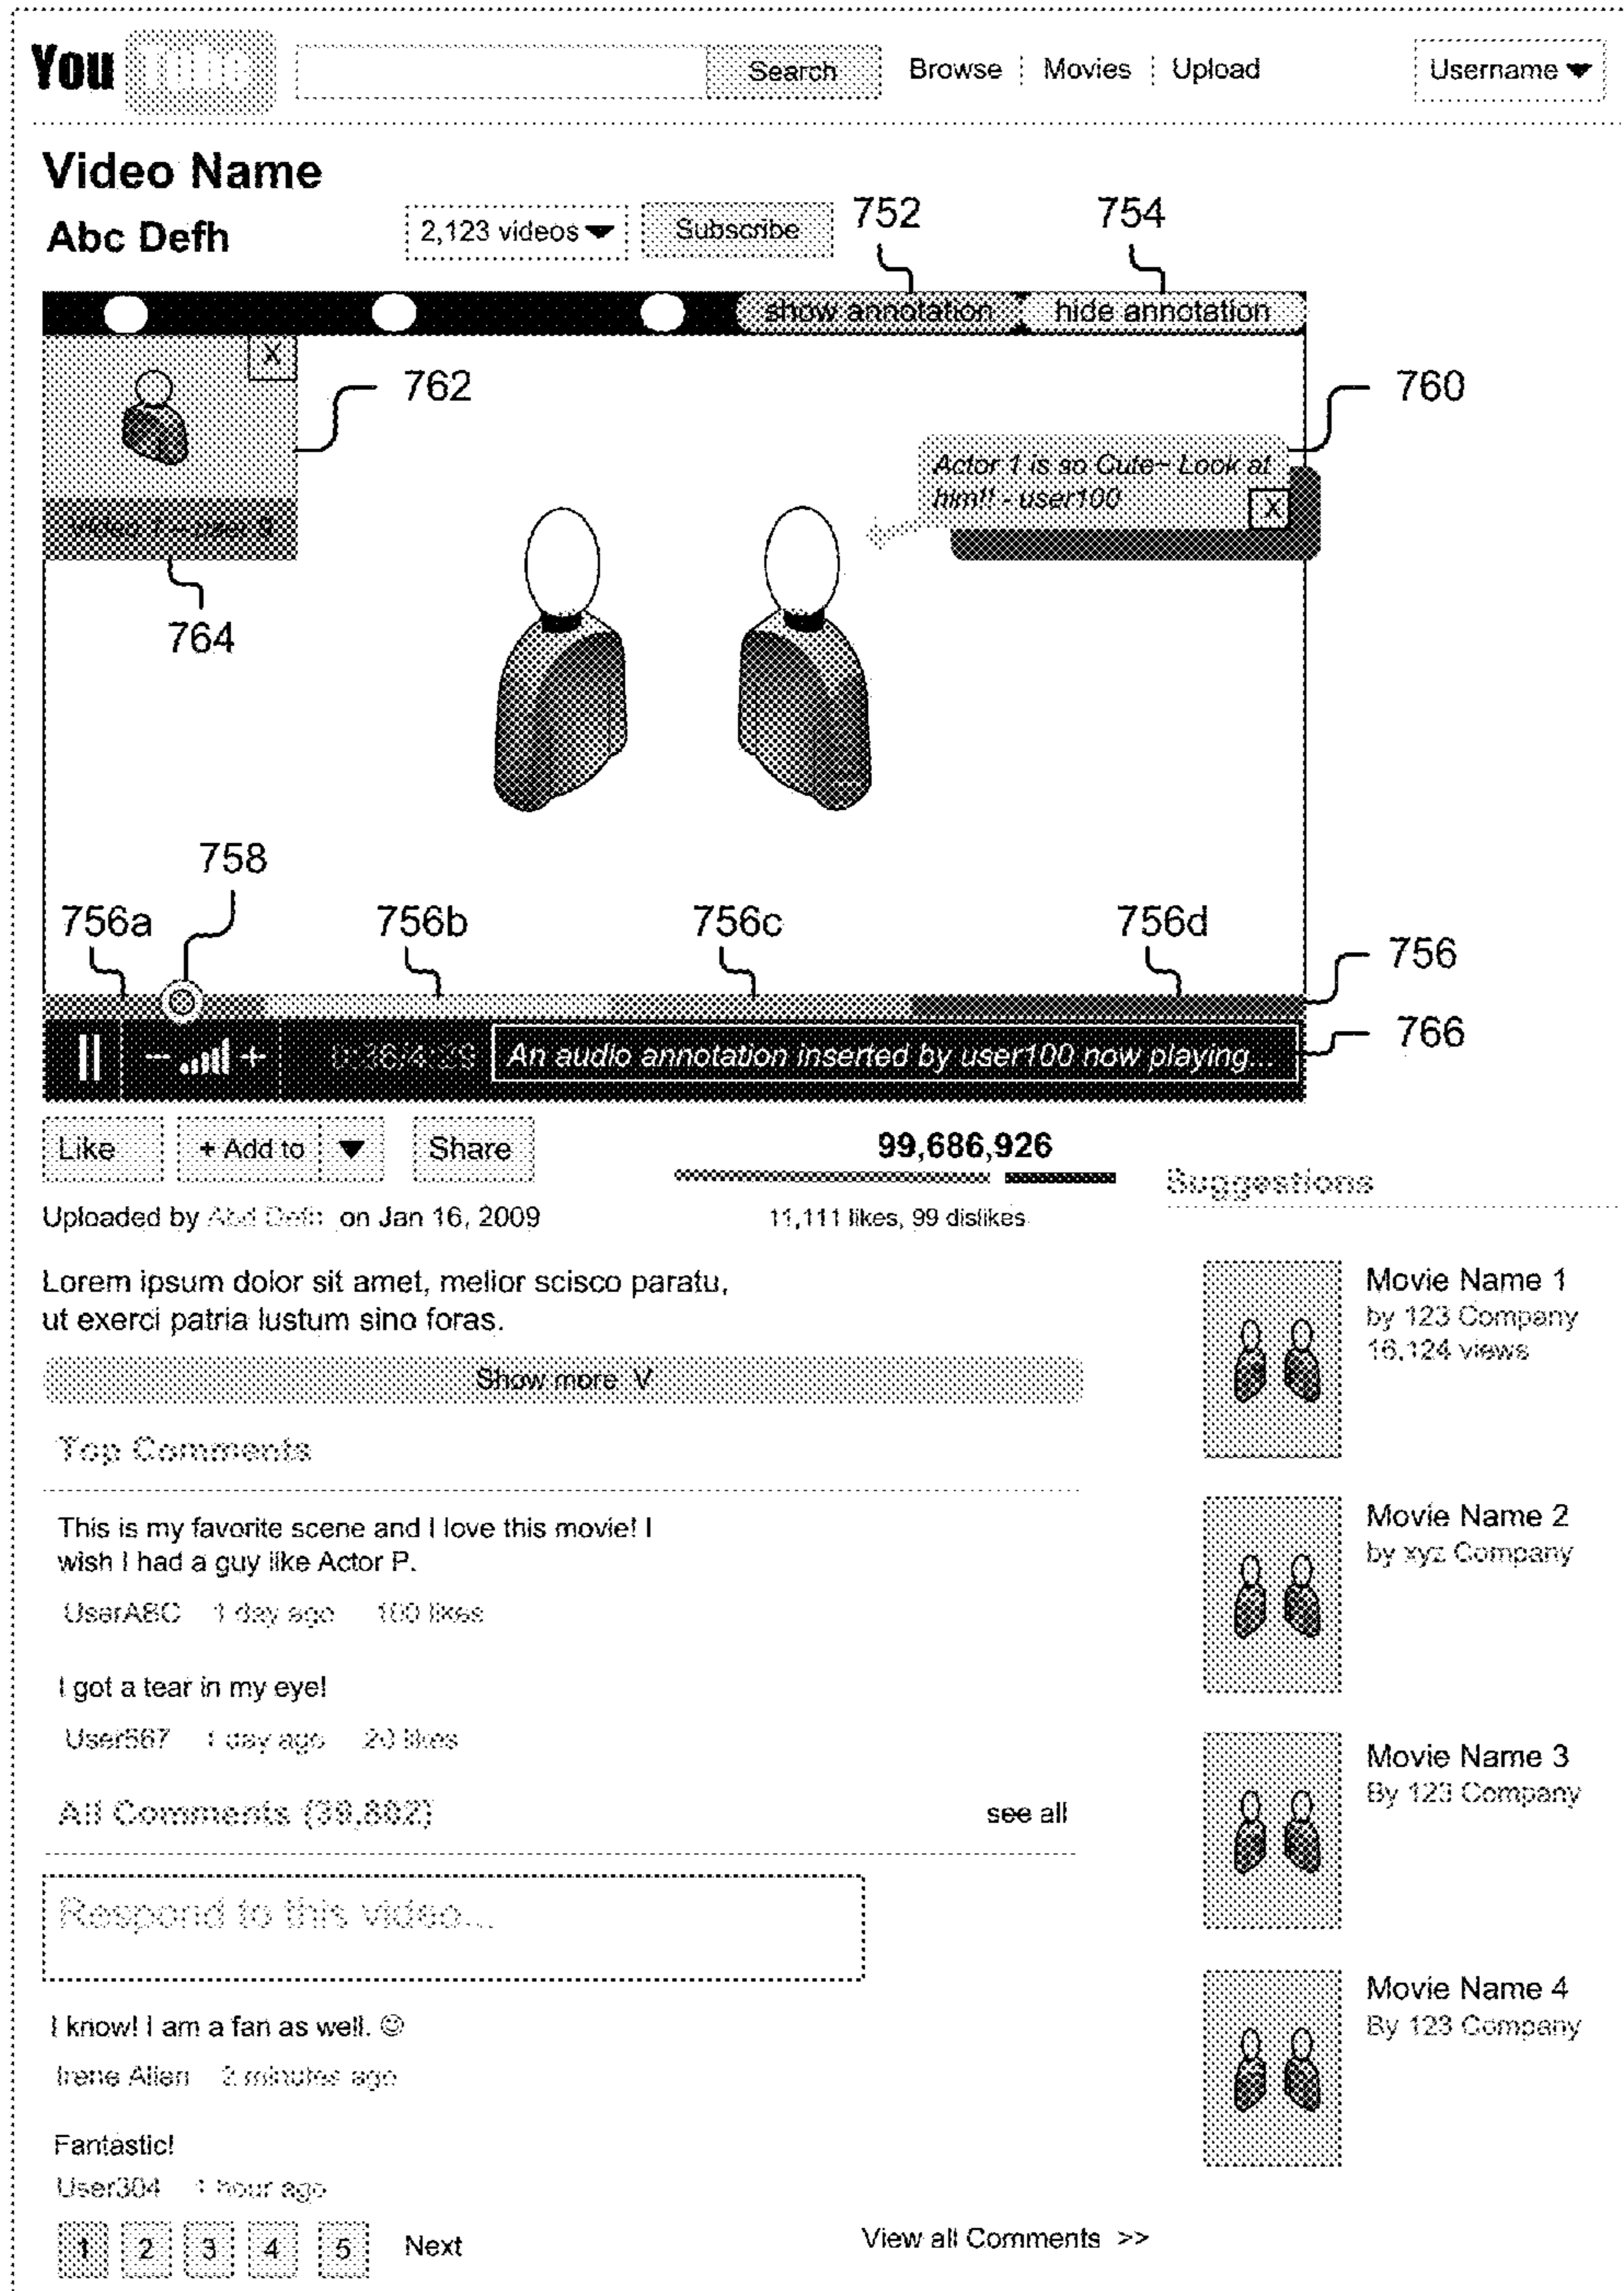 You Tube Search Browse Movies Upload Username
Video Name
Abc Defh 2,123 videos Subscribe 752 754
show annotation hide annotation
X
762 760
Actor 1 is so Cute~ Look at
him!! - user100
X
764
758
756a 756b 756c 756d
756
766
An audio annotation inserted by user100 now playing...
Like + Add to Share 99,686,926
Suggestions
Uploaded by on Jan 16, 2009 11,111 likes, 99 dislikes
Lorem ipsum dolor sit amet, melior scisco paratu,
ut exerci patria lustum sino foras.
Show more V
Movie Name 1
by 123 Company
16,124 views
Top Comments
This is my favorite scene and I love this movie! I
wish I had a guy like Actor P.
UserABC 1 day ago 100 likes
Movie Name 2
by xyz Company
I got a tear in my eye!
User567 1 day ago 20 likes
Movie Name 3
By 123 Company
All Comments see all
Respond to this video...
Movie Name 4
By 123 Company
I know! I am a fan as well. ☺
Irene Allen 2 minutes ago
Fantastic!
User304 1 hour ago
1 2 3 4 5 Next View all Comments >>